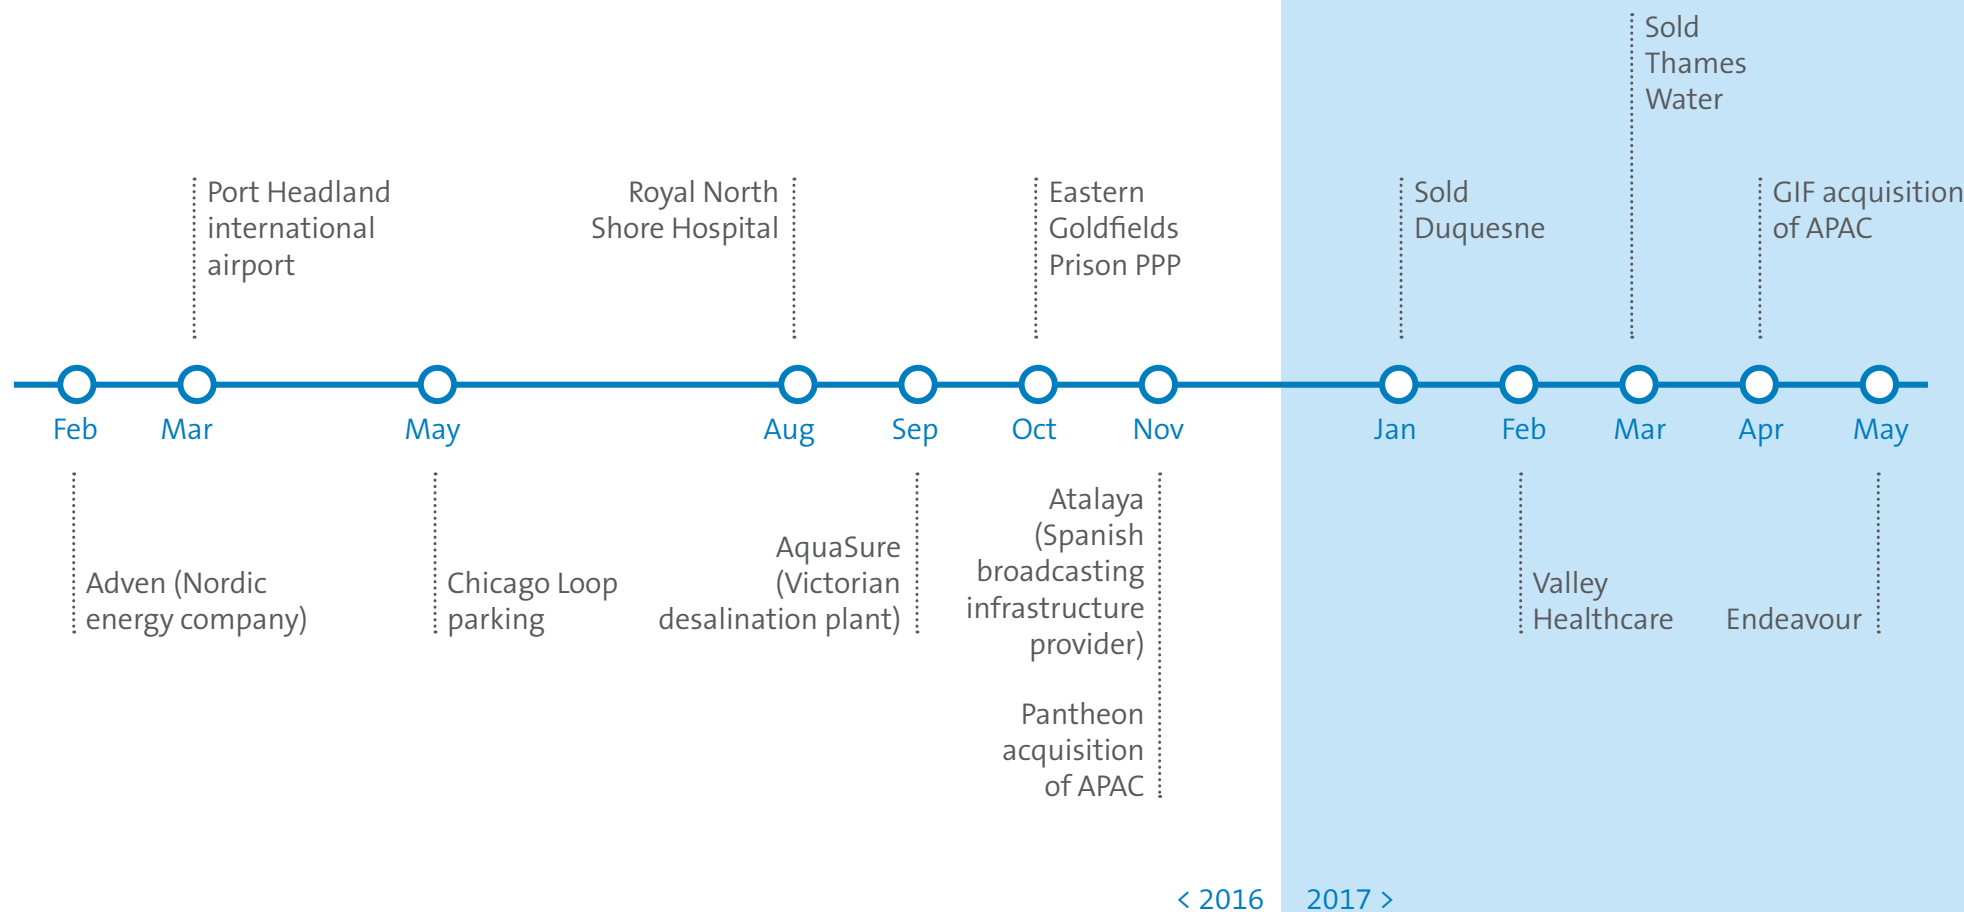 Sold
Thames
Water
Port Headland
international
airport
Royal North
Shore Hospital
Eastern
Goldfields
Prison PPP
Sold
Duquesne
GIF acquisition
of APAC
Feb
Mar
May
Aug
Sep
Oct
Nov
Jan
Feb
Mar
Apr
May
Adven (Nordic
energy company)
Chicago Loop
parking
AquaSure
(Victorian
desalination plant)
Atalaya
(Spanish
broadcasting
infrastructure
provider)
Pantheon
acquisition
of APAC
Valley
Healthcare
Endeavour
< 2016
2017 >